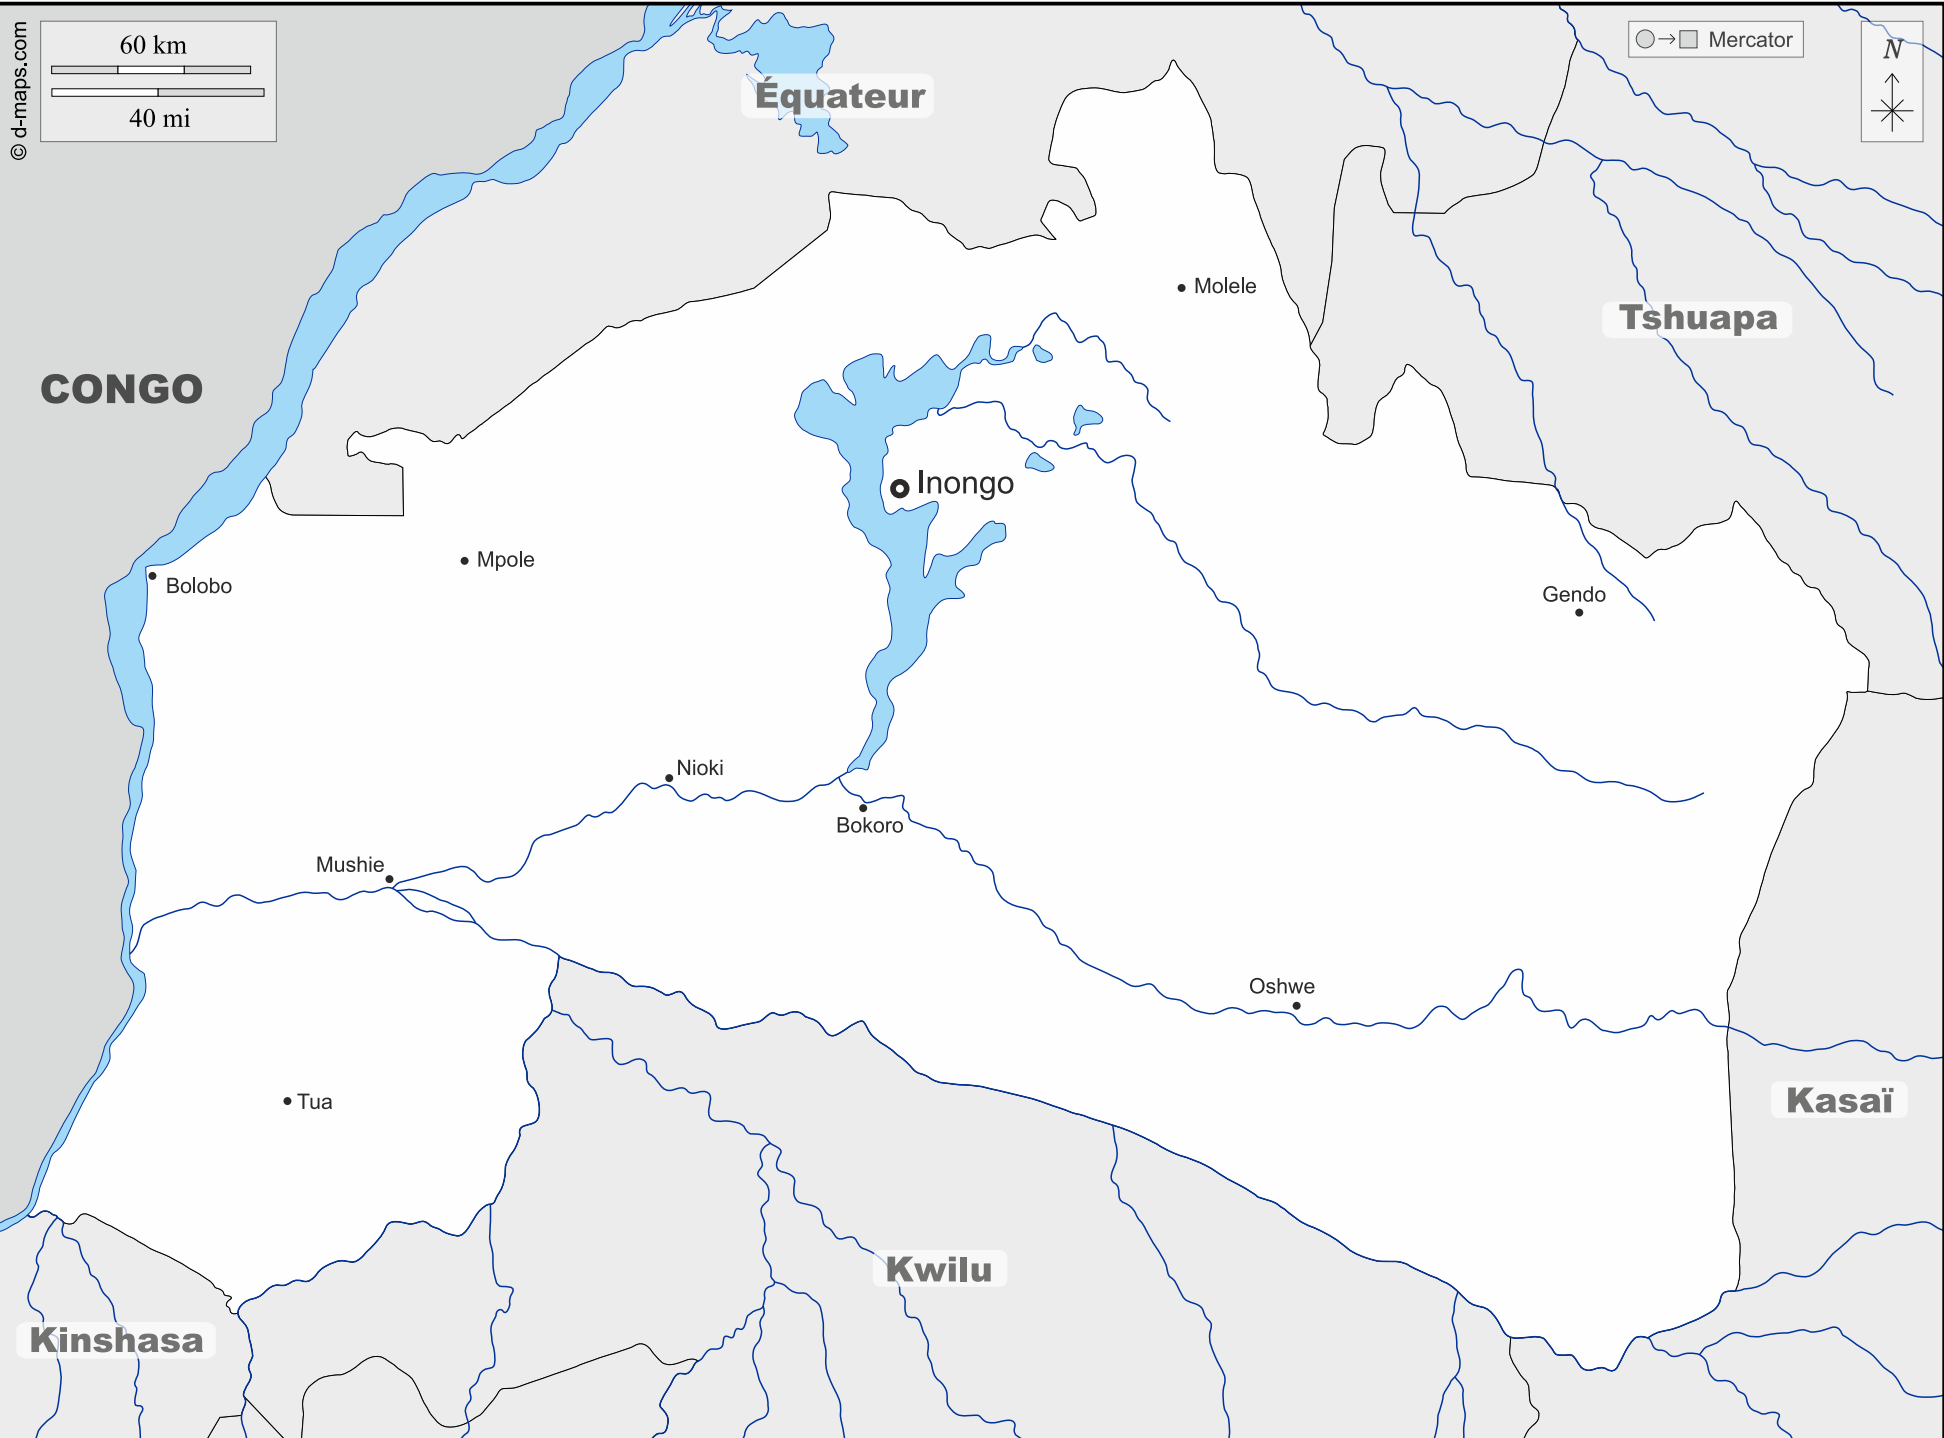 © d-maps.com
60 km
40 mi
Mercator
N
Équateur
Molele
Tshuapa
CONGO
Inongo
Mpole
Bolobo
Gendo
Nioki
Bokoro
Mushie
Oshwe
Tua
Kasaï
Kwilu
Kinshasa